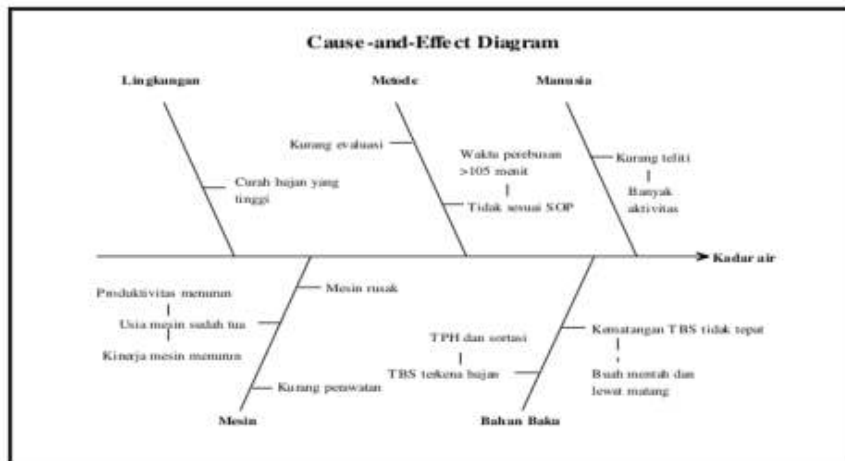 Cause-and-Effect Diagram
Lingkungan
Metode
Manusia
Kurang evaluasi
Waktu perebusan
>105 menit
Tidak sesuai SOP
Kurang teliti
Banyak
aktivitas
Curah hujan yang
tinggi
Kadar air
Produktivitas menurun
Usia mesin sudah tua
Kinerja mesin menurun
Mesin rusak
Kurang perawatan
TPH dan sortasi
TBS terkena hujan
Kematangan TBS tidak tepat
Buah mentah dan
lewat matang
Mesin
Bahan Baku